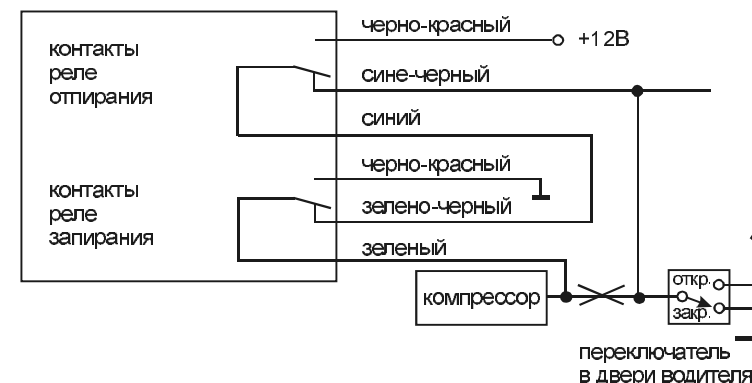 черно-красный
+12В
контакты
реле
отпирания
сине-черный
синий
черно-красный
контакты
реле
запирания
зелено-черный
зеленый
компрессор
откр.
закр.
переключатель
в двери водителя